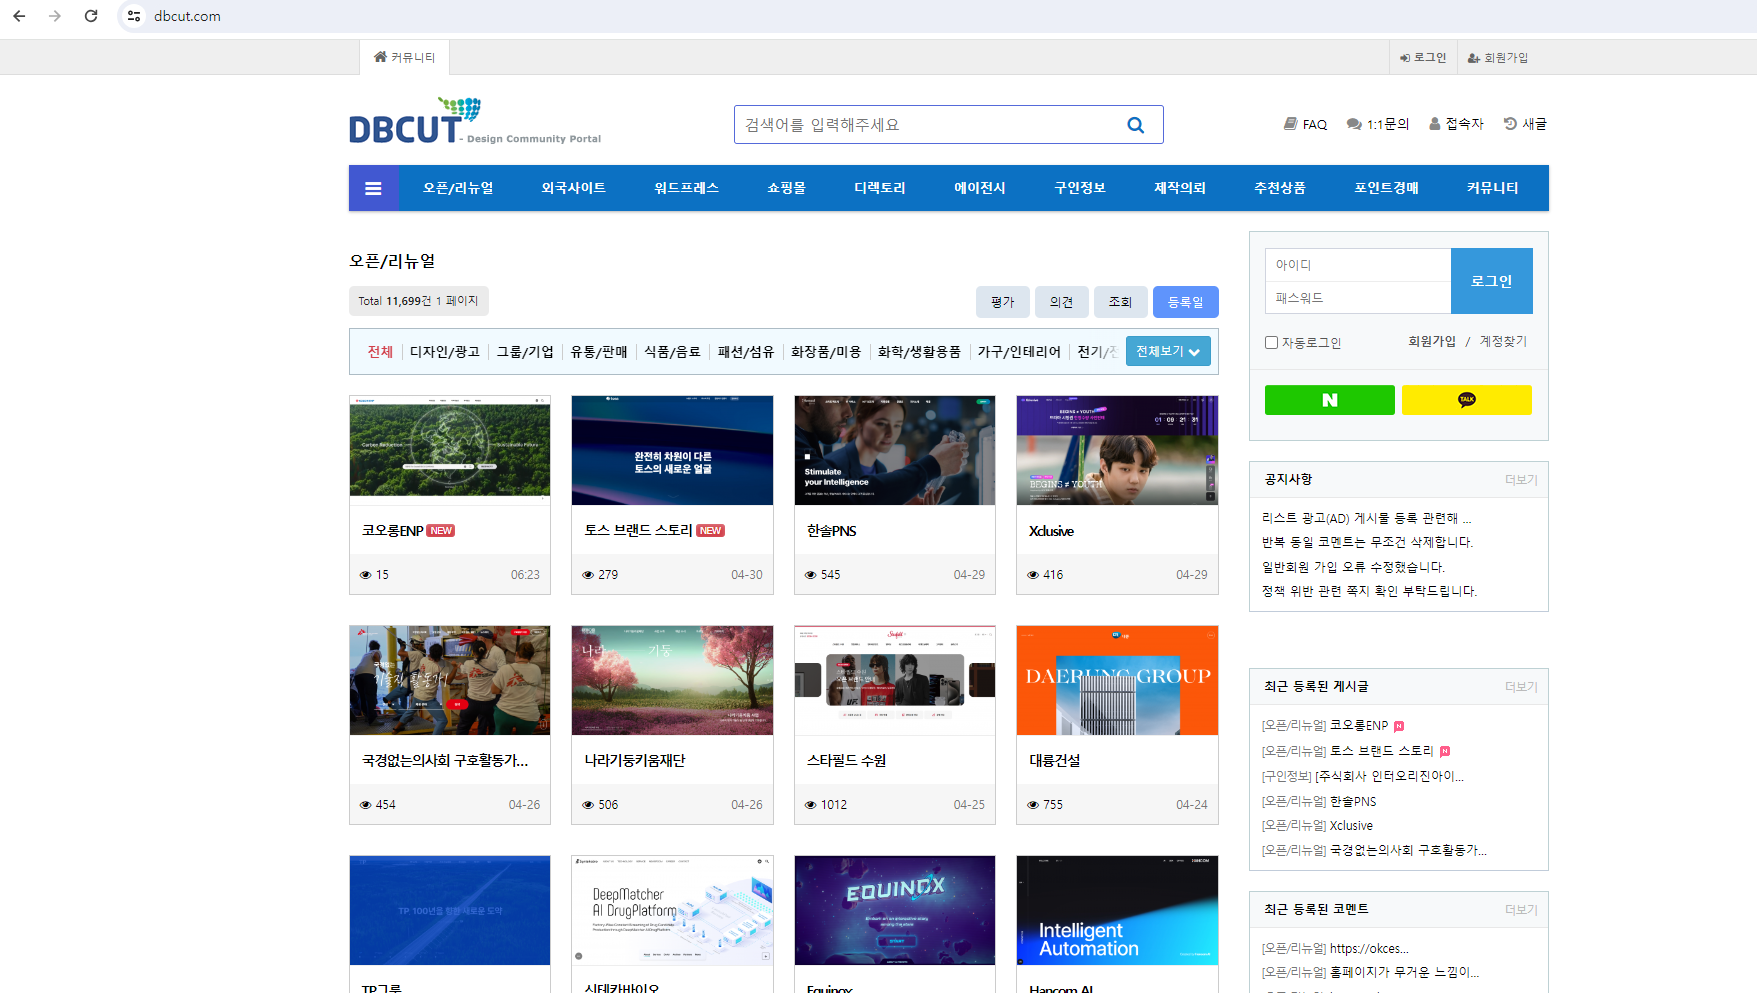 dbcut.com
커뮤니티
로그인
회원가입
DBCUT - Design Community Portal
검색어를 입력해주세요
FAQ
1:1문의
접속자
새글
오픈/리뉴얼
외국사이트
워드프레스
쇼핑몰
디렉토리
에이전시
구인정보
제작의뢰
추천상품
포인트경매
커뮤니티
오픈/리뉴얼
Total 11,699건 1 페이지
평가
의견
조회
등록일
전체
디자인/광고
그룹/기업
유통/판매
식품/음료
패션/섬유
화장품/미용
화학/생활용품
가구/인테리어
전기/
전체보기
Carbon Reduction
Sustainable Future
완전히 차원이 다른
토스의 새로운 얼굴
Stimulate
your Intelligence
BEGINS ≠ YOUTH
01 : 09 : 21 : 31
BEGINS ≠ YOUTH
코오롱ENP NEW
토스 브랜드 스토리 NEW
한솔PNS
Xclusive
15
06:23
279
04-30
545
04-29
416
04-29
국경없는
기둥
나라
DAERUNG GROUP
국경없는의사회 구호활동가...
나라기둥키움재단
스타필드 수원
대륭건설
454
04-26
506
04-26
1012
04-25
755
04-24
TP 100년를 향한 새로운 도약
DeepMatcher
AI DrugPlatform
EQUINOX
Intelligent
Automation
TP그룹
신테카바이오
Equinox
Hancom AI
아이디
패스워드
로그인
자동로그인
회원가입 / 계정찾기
N
TALK
공지사항
더보기
리스트 광고(AD) 게시물 등록 관련해 ...
반복 동일 코멘트는 무조건 삭제합니다.
일반회원 가입 오류 수정했습니다.
정책 위반 관련 쪽지 확인 부탁드립니다.
최근 등록된 게시글
더보기
[오픈/리뉴얼] 코오롱ENP N
[오픈/리뉴얼] 토스 브랜드 스토리 N
[구인정보] [주식회사 인터오리진아이...
[오픈/리뉴얼] 한솔PNS
[오픈/리뉴얼] Xclusive
[오픈/리뉴얼] 국경없는의사회 구호활동가...
최근 등록된 코멘트
더보기
[오픈/리뉴얼] https://okces...
[오픈/리뉴얼] 홈페이지가 무거운 느낌이...